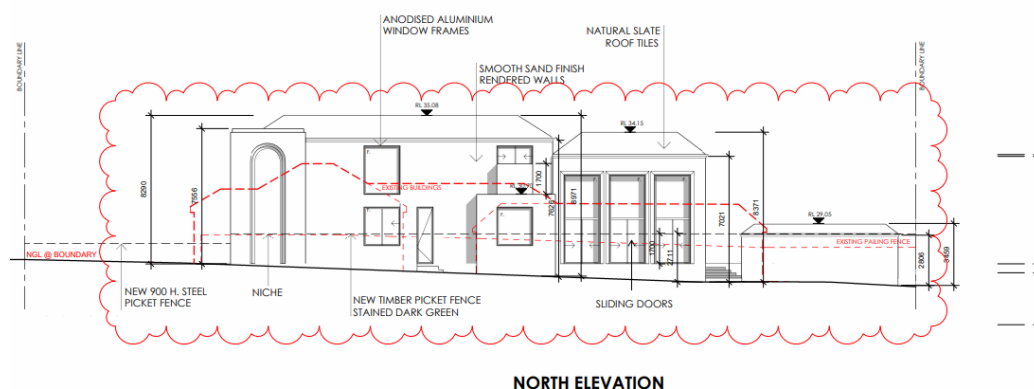 ANODISED ALUMINIUM
WINDOW FRAMES
NATURAL SLATE
ROOF TILES
BOUNDARY LINE
BOUNDARY LINE
SMOOTH SAND FINISH
RENDERED WALLS
RL 35.08
RL 34.15
8290
7556
EXISTING BUILDINGS
1700
8971
7021
8371
RL 29.05
1700
2711
EXISTING PAILING FENCE
2806
3459
NGL @ BOUNDARY
NEW 900 H. STEEL
PICKET FENCE
NICHE
NEW TIMBER PICKET FENCE
STAINED DARK GREEN
SLIDING DOORS
NORTH ELEVATION